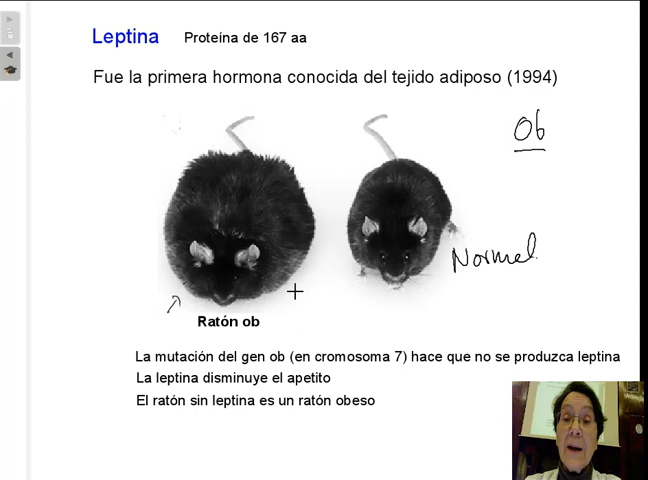 Leptina Proteína de 167 aa
Fue la primera hormona conocida del tejido adiposo (1994)
Ob
Normal
Ratón ob
La mutación del gen ob (en cromosoma 7) hace que no se produzca leptina
La leptina disminuye el apetito
El ratón sin leptina es un ratón obeso